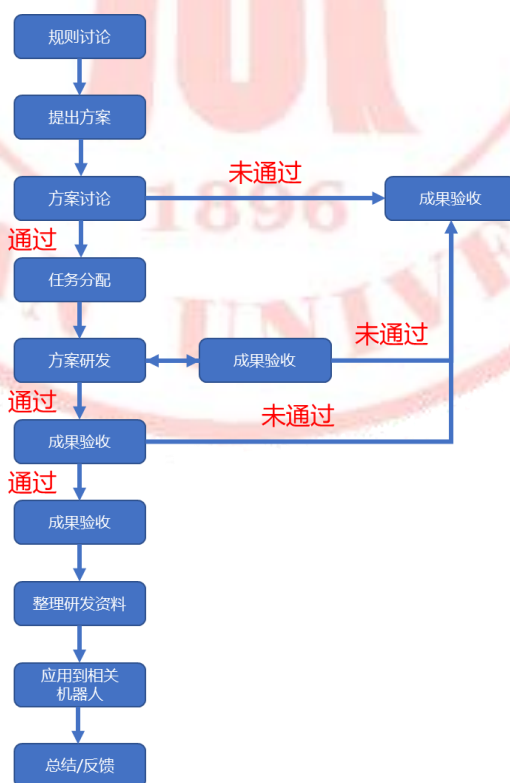 规则讨论
提出方案
方案讨论
未通过
成果验收
1896
通过
任务分配
UNIVE
方案研发
成果验收
未通过
通过
成果验收
未通过
通过
成果验收
整理研发资料
应用到相关
机器人
总结/反馈